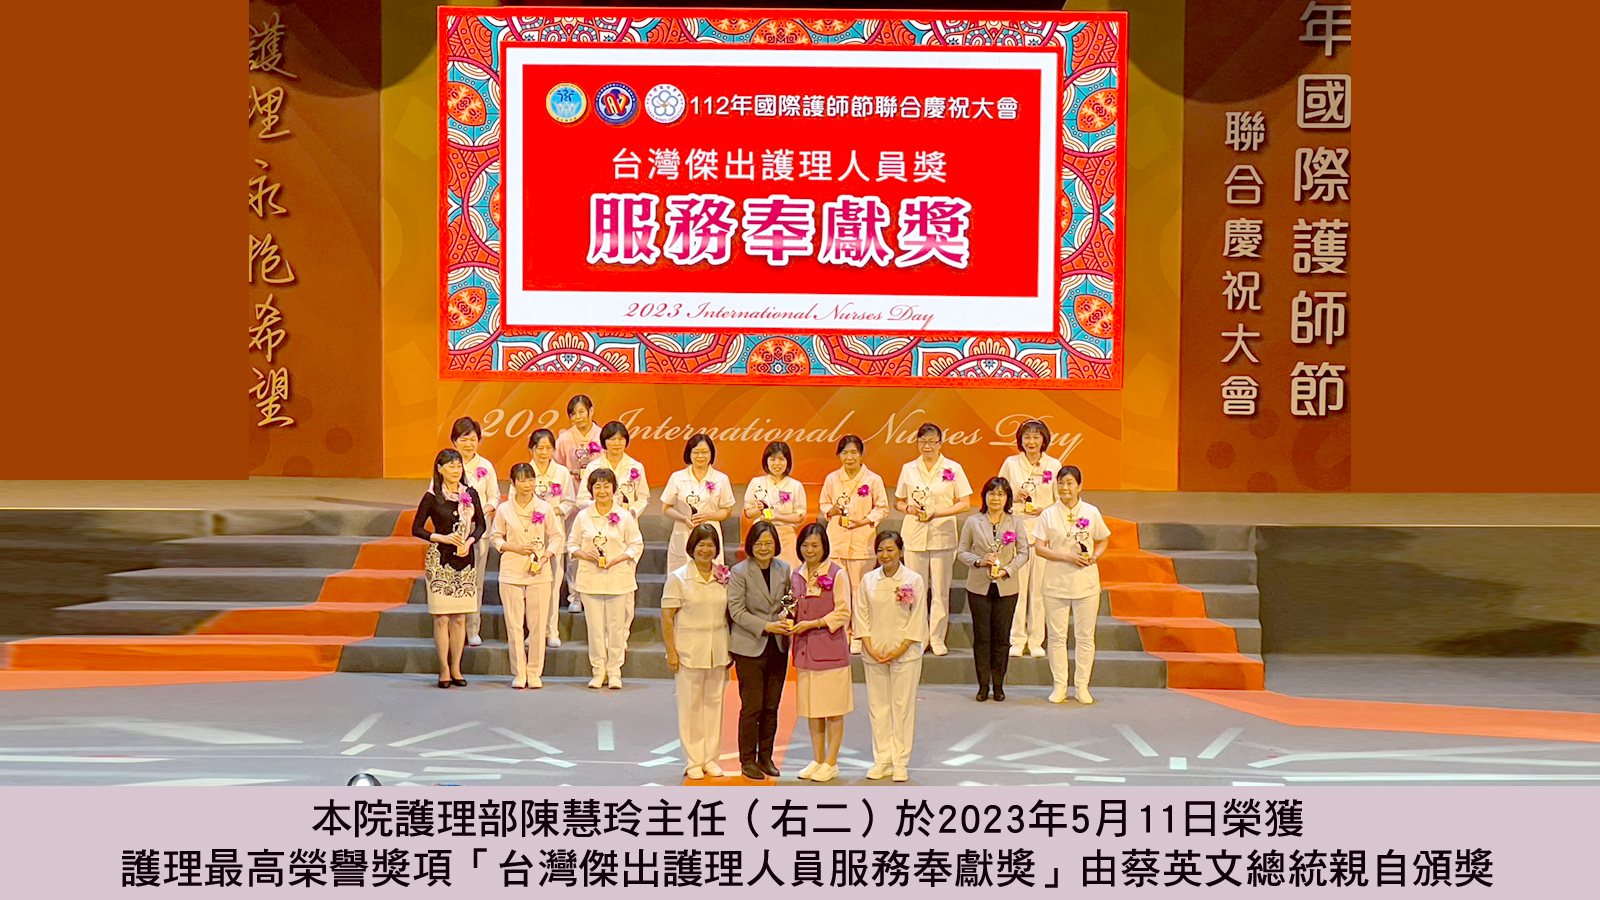 護理永抱希望
112年國際護師節聯合慶祝大會
台灣傑出護理人員獎
服務奉獻獎
2023 International Nurses Day
2023 International Nurses Day
年國際護師節
聯合慶祝大會
本院護理部陳慧玲主任(右二)於2023年5月11日榮獲
護理最高榮譽獎項「台灣傑出護理人員服務奉獻獎」由蔡英文總統親自頒獎